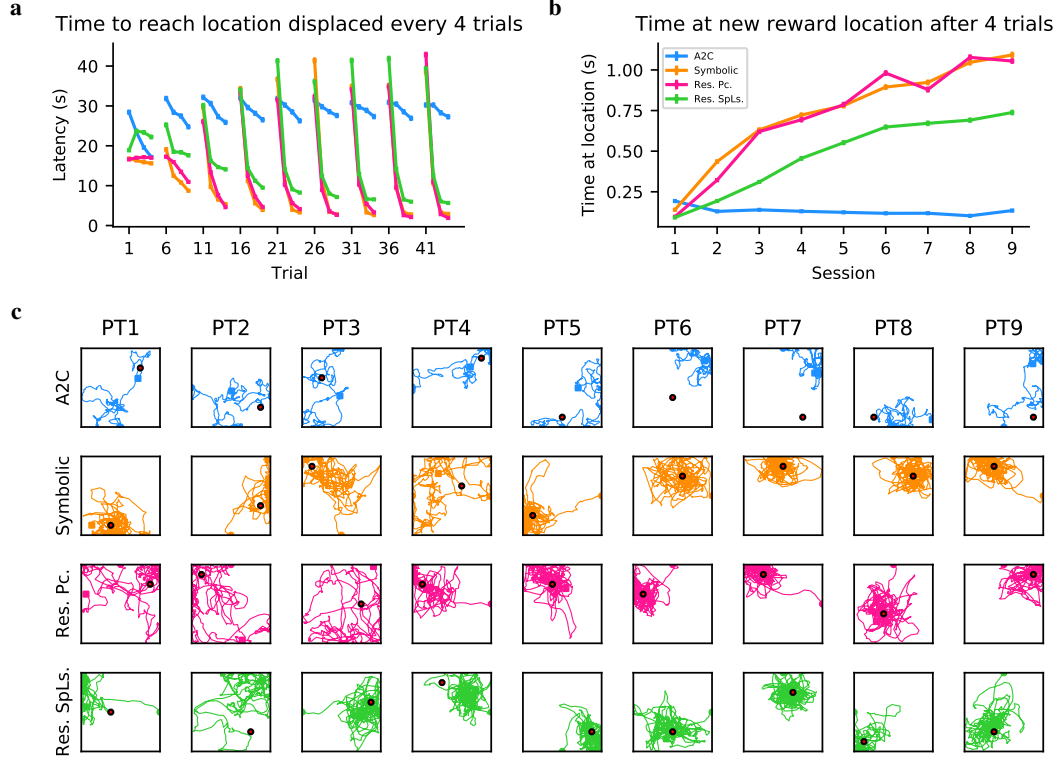 a
Time to reach location displaced every 4 trials
Latency (s)
40
30
20
10
0
1 6 11 16 21 26 31 36 41
Trial
b
Time at new reward location after 4 trials
Time at location (s)
1.00
0.75
0.50
0.25
A2C
Symbolic
Res. Pc.
Res. SpLs.
1 2 3 4 5 6 7 8 9
Session
c
PT1 PT2 PT3 PT4 PT5 PT6 PT7 PT8 PT9
A2C
Symbolic
Res. Pc.
Res. SpLs.